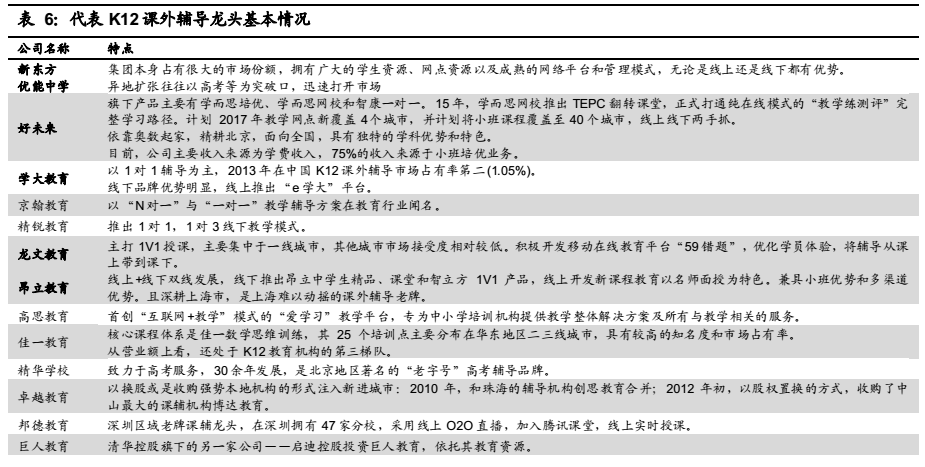 表 6：代表 K12 课外辅导龙头基本情况
公司名称 特点
新东方 集团本身占有很大的市场份额，拥有广大的学生资源、网点资源以及成熟的网络平台和管理模式，无论是线上还是线下都有优势。
优能中学 异地扩张往往以高考等为突破口，迅速打开市场
旗下产品主要有学而思培优、学而思网校和智康一对一。15 年，学而思网校推出 TEPC 翻转课堂，正式打通纯在线模式的“教学练测评”完
整学习路径。计划 2017 年教学网点新覆盖 4个城市，并计划将小班课程覆盖至 40 个城市，线上线下两手抓。
好未来
依靠奥数起家，精耕北京，面向全国，具有独特的学科优势和特色。
目前，公司主要收入来源为学费收入，75%的收入来源于小班培优业务。
以 1 对 1 辅导为主，2013 年在中国 K12 课外辅导市场占有率第二(1.05%)。
学大教育
线下品牌优势明显，线上推出“e 学大”平台。
京翰教育 以“N对一”与“一对一”教学辅导方案在教育行业闻名。
精锐教育 推出 1 对 1，1 对 3 线下教学模式。
龙文教育 主打 1V1 授课，主要集中于一线城市，其他城市市场接受度相对较低。积极开发移动在线教育平台“59 错题”，优化学员体验，将辅导从课
上带到课下。
昂立教育 线上+线下双线发展，线下推出昂立中学生精品、课堂和智立方 1V1 产品，线上开发新课程教育以名师面授为特色。兼具小班优势和多渠道
优势。且深耕上海市，是上海难以动摇的课外辅导老牌。
高思教育 首创“互联网+教学”模式的“爱学习”教学平台，专为中小学培训机构提供教学整体解决方案及所有与教学相关的服务。
佳一教育 核心课程体系是佳一数学思维训练，其 25 个培训点主要分布在华东地区二三线城市，具有较高的知名度和市场占有率。
从营业额上看，还处于 K12 教育机构的第三梯队。
精华学校 致力于高考服务，30 余年发展，是北京地区著名的“老字号”高考辅导品牌。
卓越教育 以换股或是收购强势本地机构的形式注入新进城市：2010 年，和珠海的辅导机构创思教育合并；2012 年初，以股权置换的方式，收购了中
山最大的课辅机构博达教育。
邦德教育 深圳区域老牌课辅龙头，在深圳拥有 47 家分校，采用线上 O2O 直播，加入腾讯课堂，线上实时授课。
巨人教育 清华控股旗下的另一家公司——启迪控股投资巨人教育，依托其教育资源。